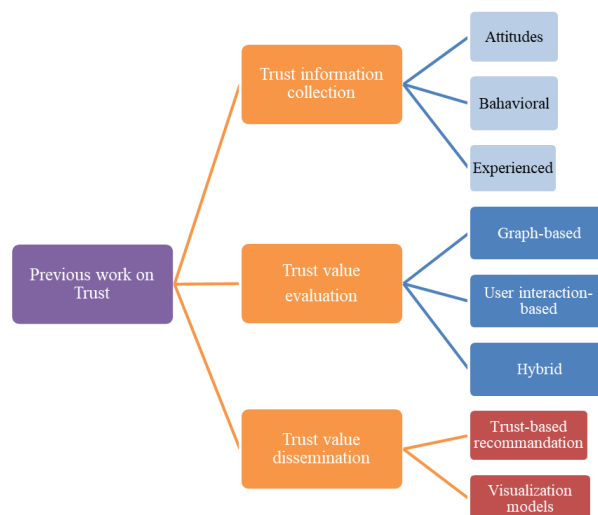 Previous work on
Trust
Trust information
collection
Attitudes
Bahavioral
Experienced
Trust value
evaluation
Graph-based
User interaction-
based
Hybrid
Trust value
dissemination
Trust-based
recommandation
Visualization
models